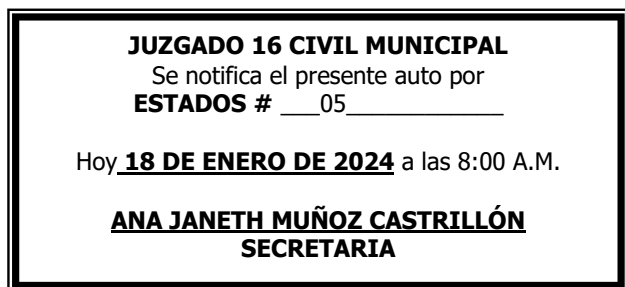 JUZGADO 16 CIVIL MUNICIPAL
Se notifica el presente auto por
ESTADOS # ___05____________
Hoy 18 DE ENERO DE 2024 a las 8:00 A.M.
ANA JANETH MUÑOZ CASTRILLÓN
SECRETARIA